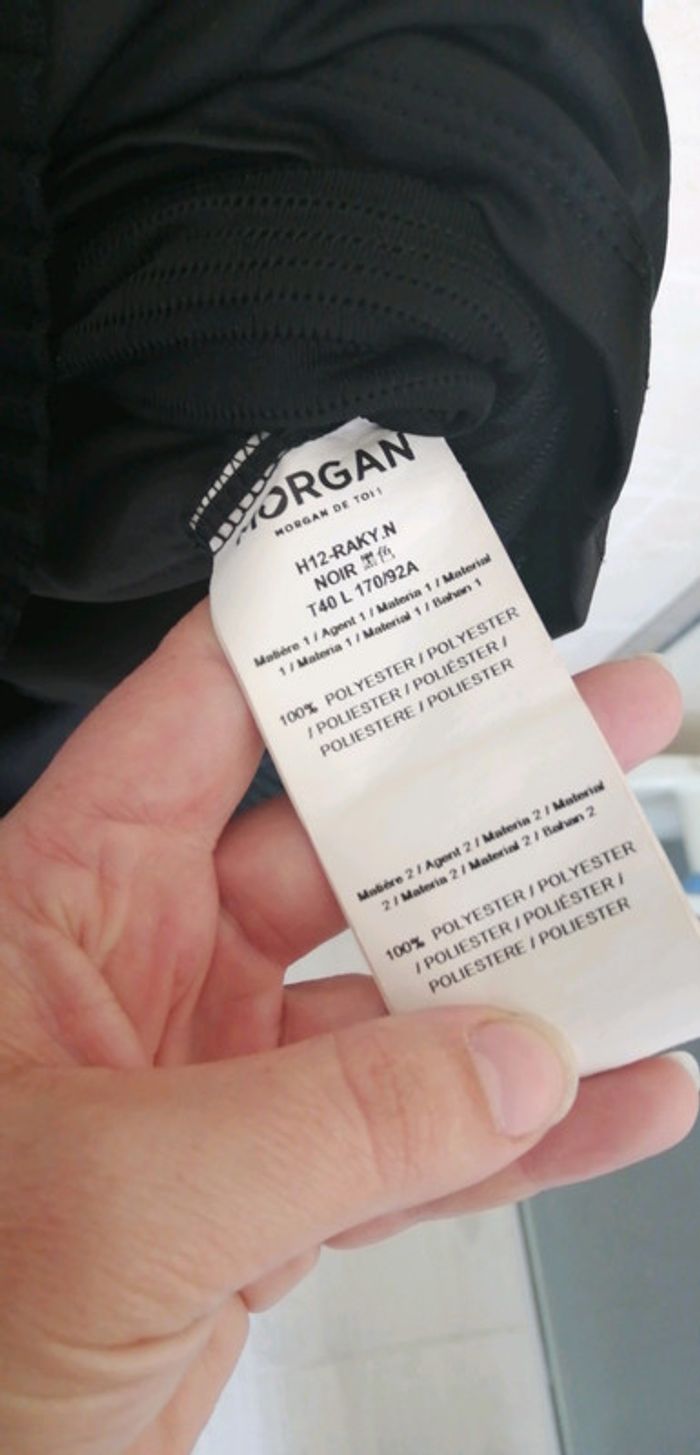 MORGAN
MORGAN DE TOI !
H12-RAKY.N
NOIR 黑色
T40 L 170/92A
Matière 1 / Agent 1 / Materia 1 / Material
1 / Materia 1 / Material 1 / Bahan 1
100% POLYESTER / POLYESTER
/ POLIESTER / POLIÉSTER /
POLIESTERE / POLIESTER
Matière 2 / Agent 2 / Materia 2 / Material
2 / Materia 2 / Material 2 / Bahan 2
100% POLYESTER / POLYESTER
/ POLIESTER / POLIÉSTER /
POLIESTERE / POLIESTER